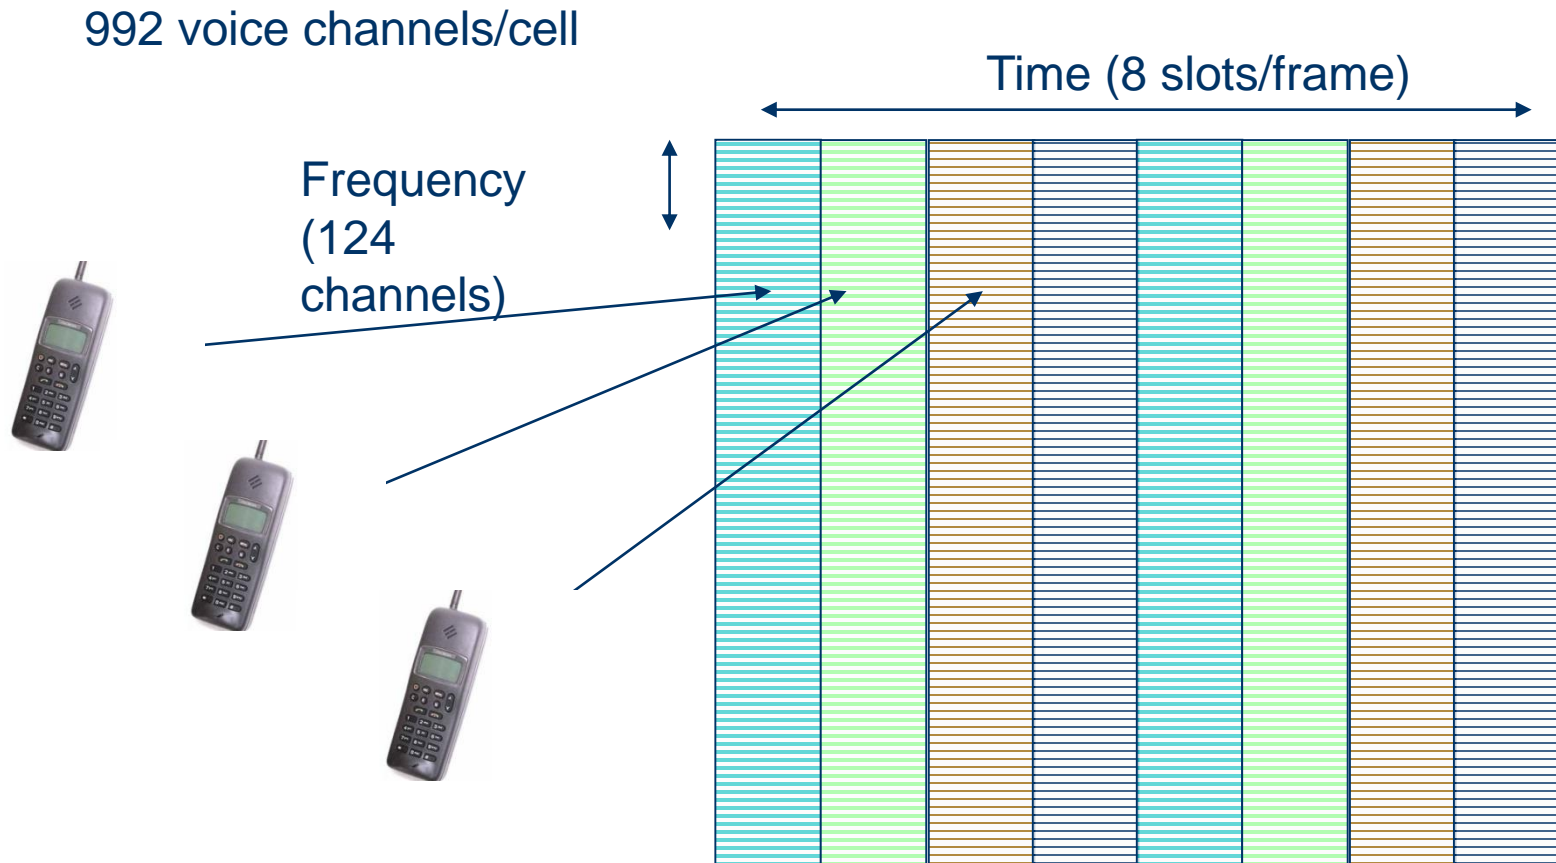 992 voice channels/cell
Time (8 slots/frame)
Frequency
(124
channels)